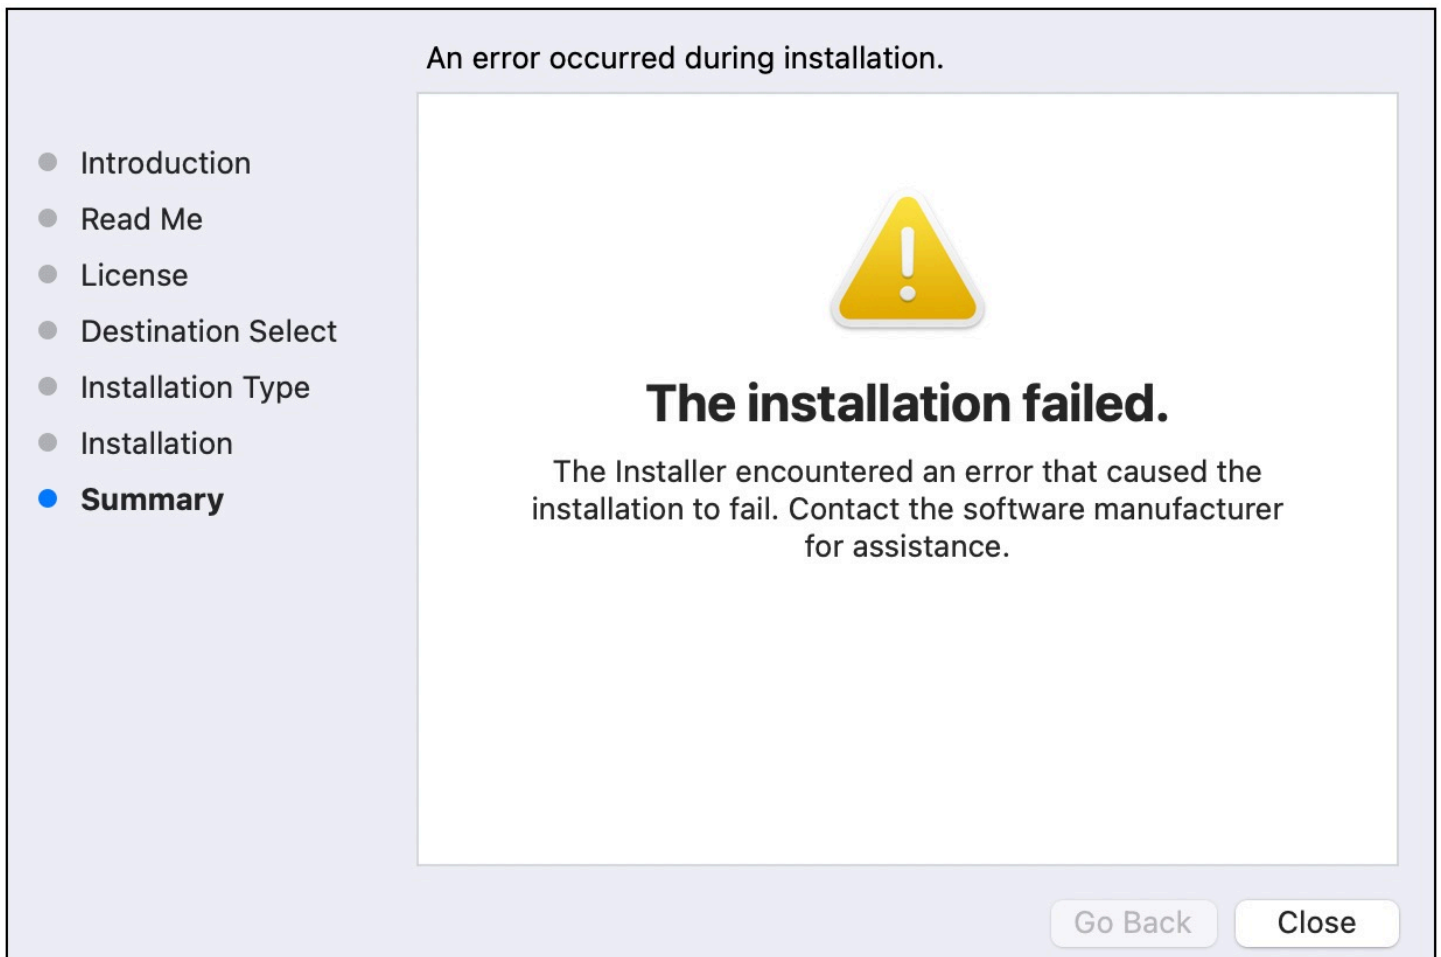 An error occurred during installation.
Introduction
Read Me
License
Destination Select
Installation Type
Installation
Summary
The installation failed.
The Installer encountered an error that caused the
installation to fail. Contact the software manufacturer
for assistance.
Go Back
Close